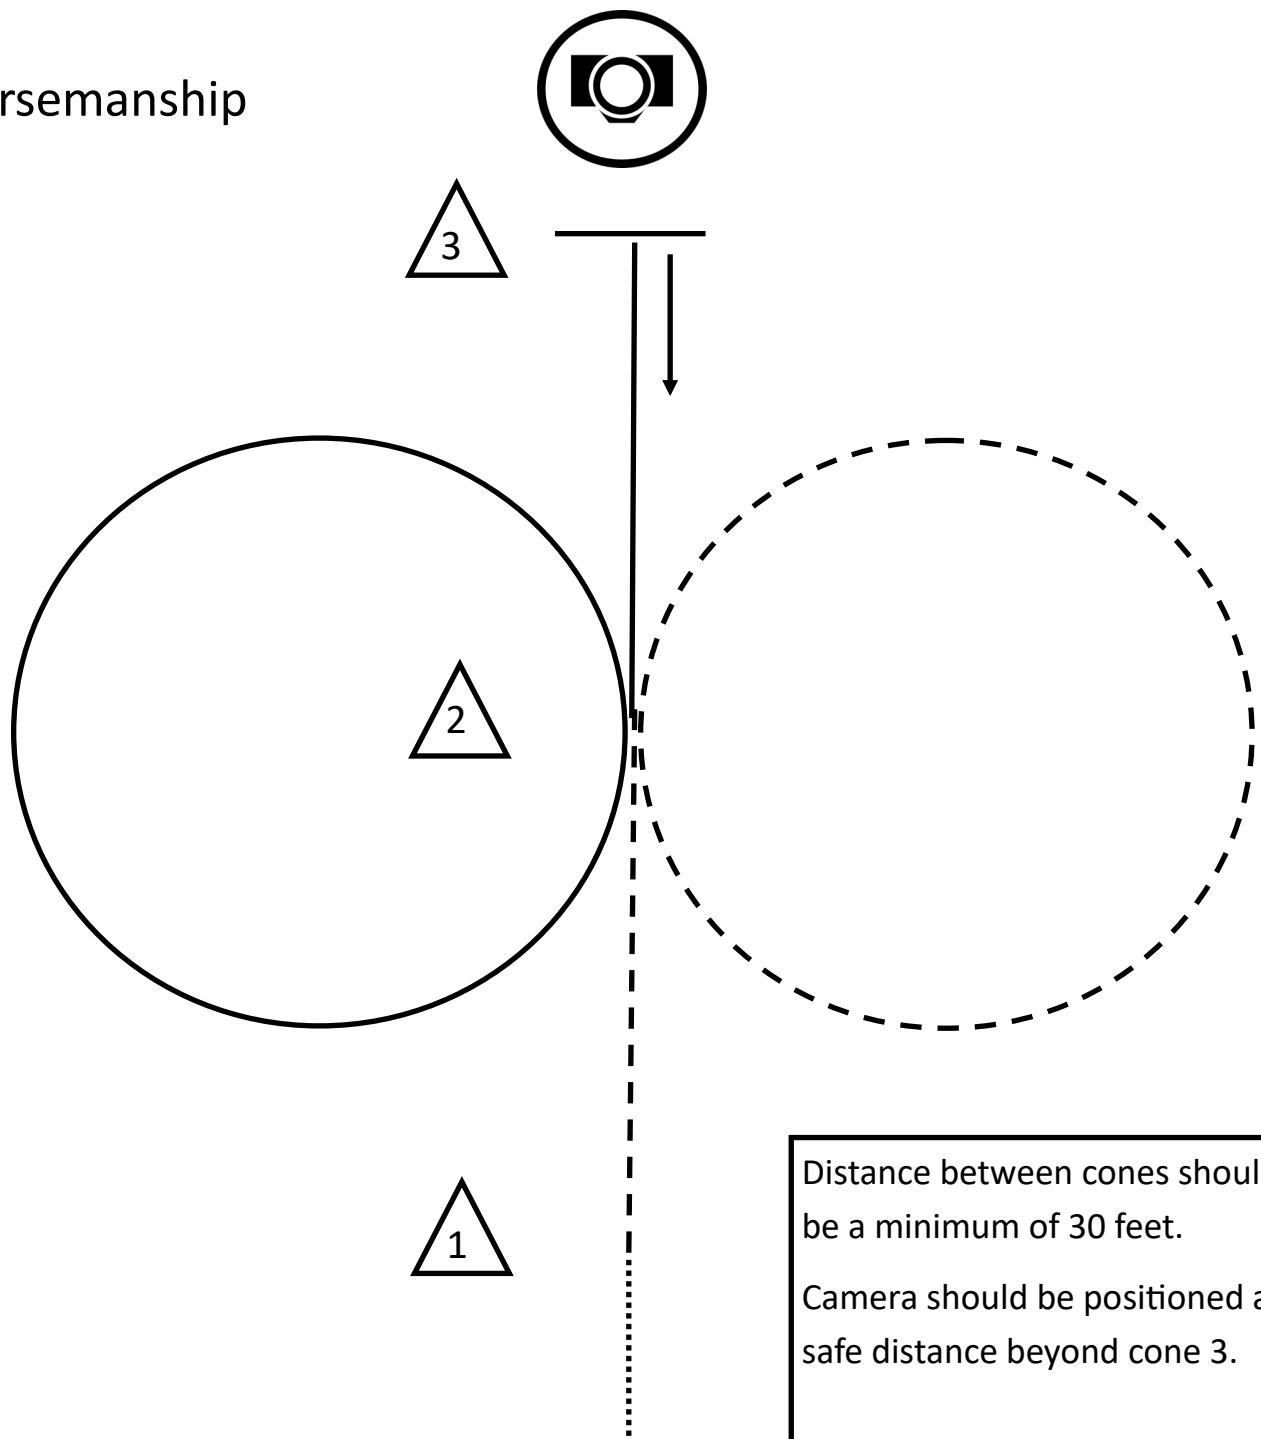 rsemanship
3
2
1
Distance between cones shoul
be a minimum of 30 feet.
Camera should be positioned a
safe distance beyond cone 3.